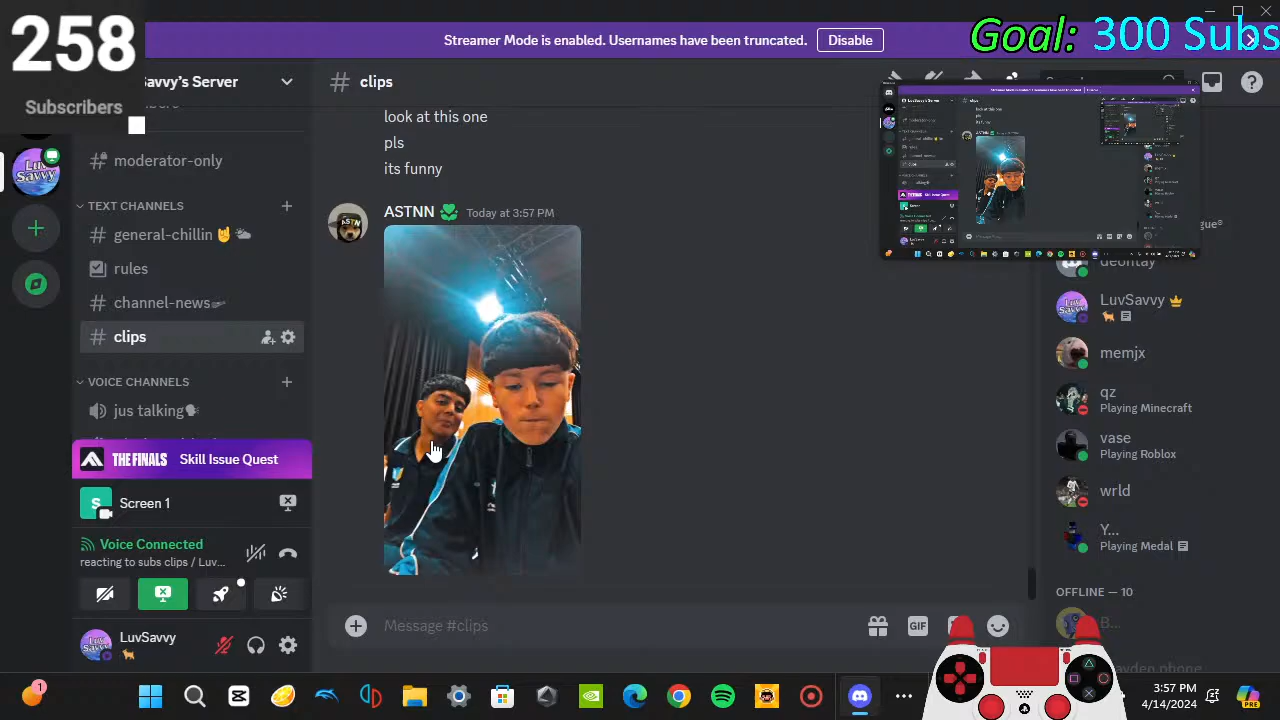 258
Subscribers
Streamer Mode is enabled. Usernames have been truncated.
Disable
Goal: 300 Subs
Savvy's Server
# clips
moderator-only
TEXT CHANNELS
general-chillin
rules
channel-news
clips
VOICE CHANNELS
jus talking
THE FINALS Skill Issue Quest
S
Screen 1
Voice Connected
reacting to subs clips / Luv...
LuvSavvy
look at this one
pls
its funny
ASTNN Today at 3:57 PM
Message #clips
GIF
deontay
LuvSavvy
memjx
qz
Playing Minecraft
vase
Playing Roblox
wrld
Y...
Playing Medal
OFFLINE — 10
B...
1
3:57 PM
4/14/2024
PRE